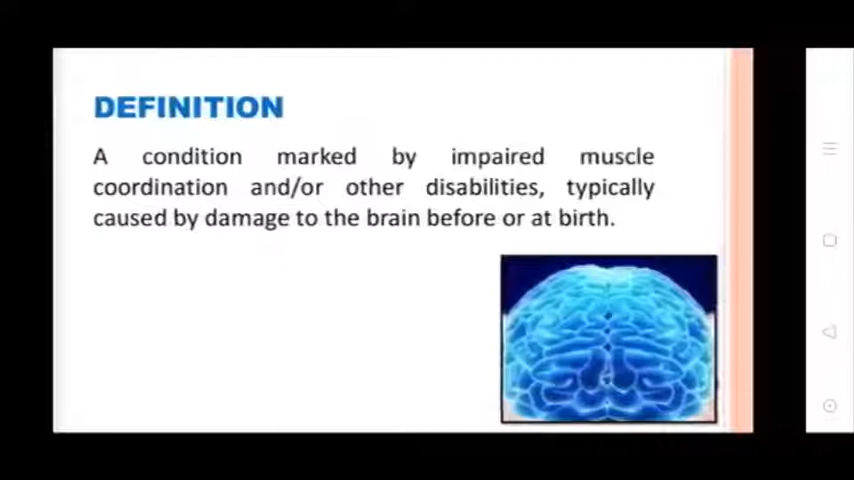 DEFINITION
A condition marked by impaired muscle
coordination and/or other disabilities, typically
caused by damage to the brain before or at birth.